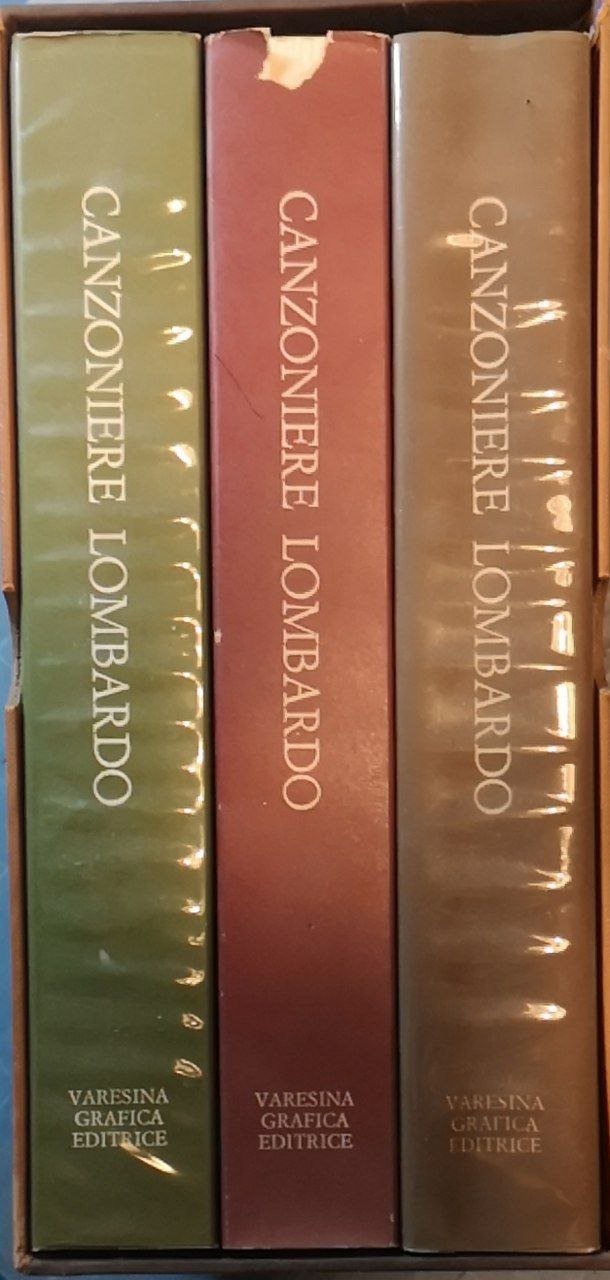 CANZONIERE LOMBARDO
VARESINA
GRAFICA
EDITRICE
CANZONIERE LOMBARDO
VARESINA
GRAFICA
EDITRICE
CANZONIERE LOMBARDO
VARESINA
GRAFICA
EDITRICE